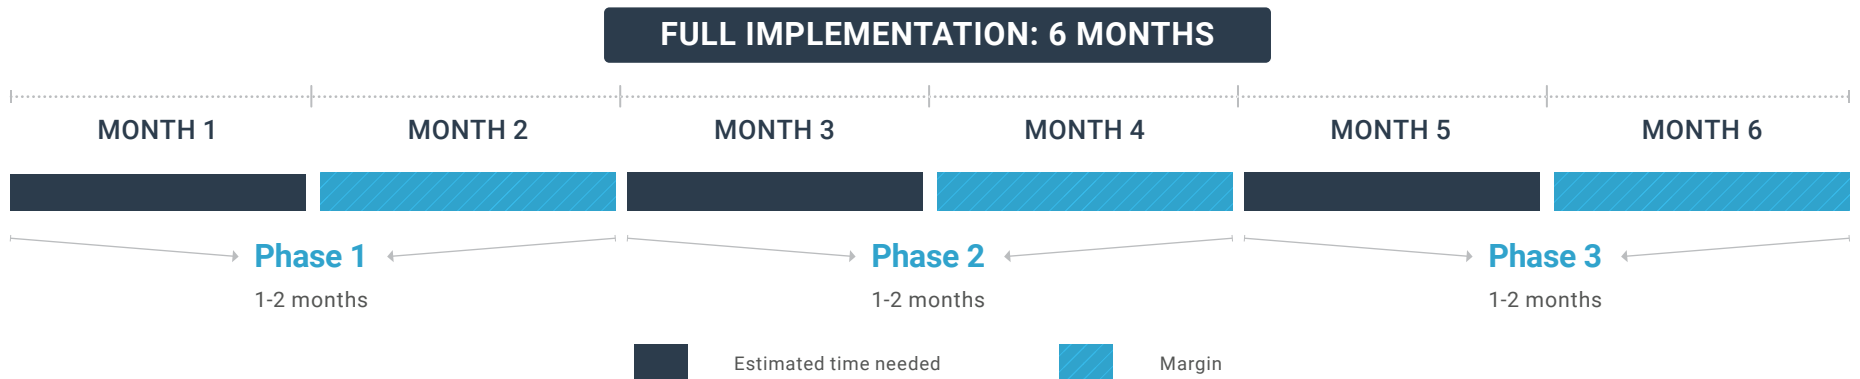 FULL IMPLEMENTATION: 6 MONTHS
MONTH 1 MONTH 2 MONTH 3 MONTH 4 MONTH 5 MONTH 6
Phase 1 Phase 2 Phase 3
1-2 months 1-2 months 1-2 months
Estimated time needed Margin